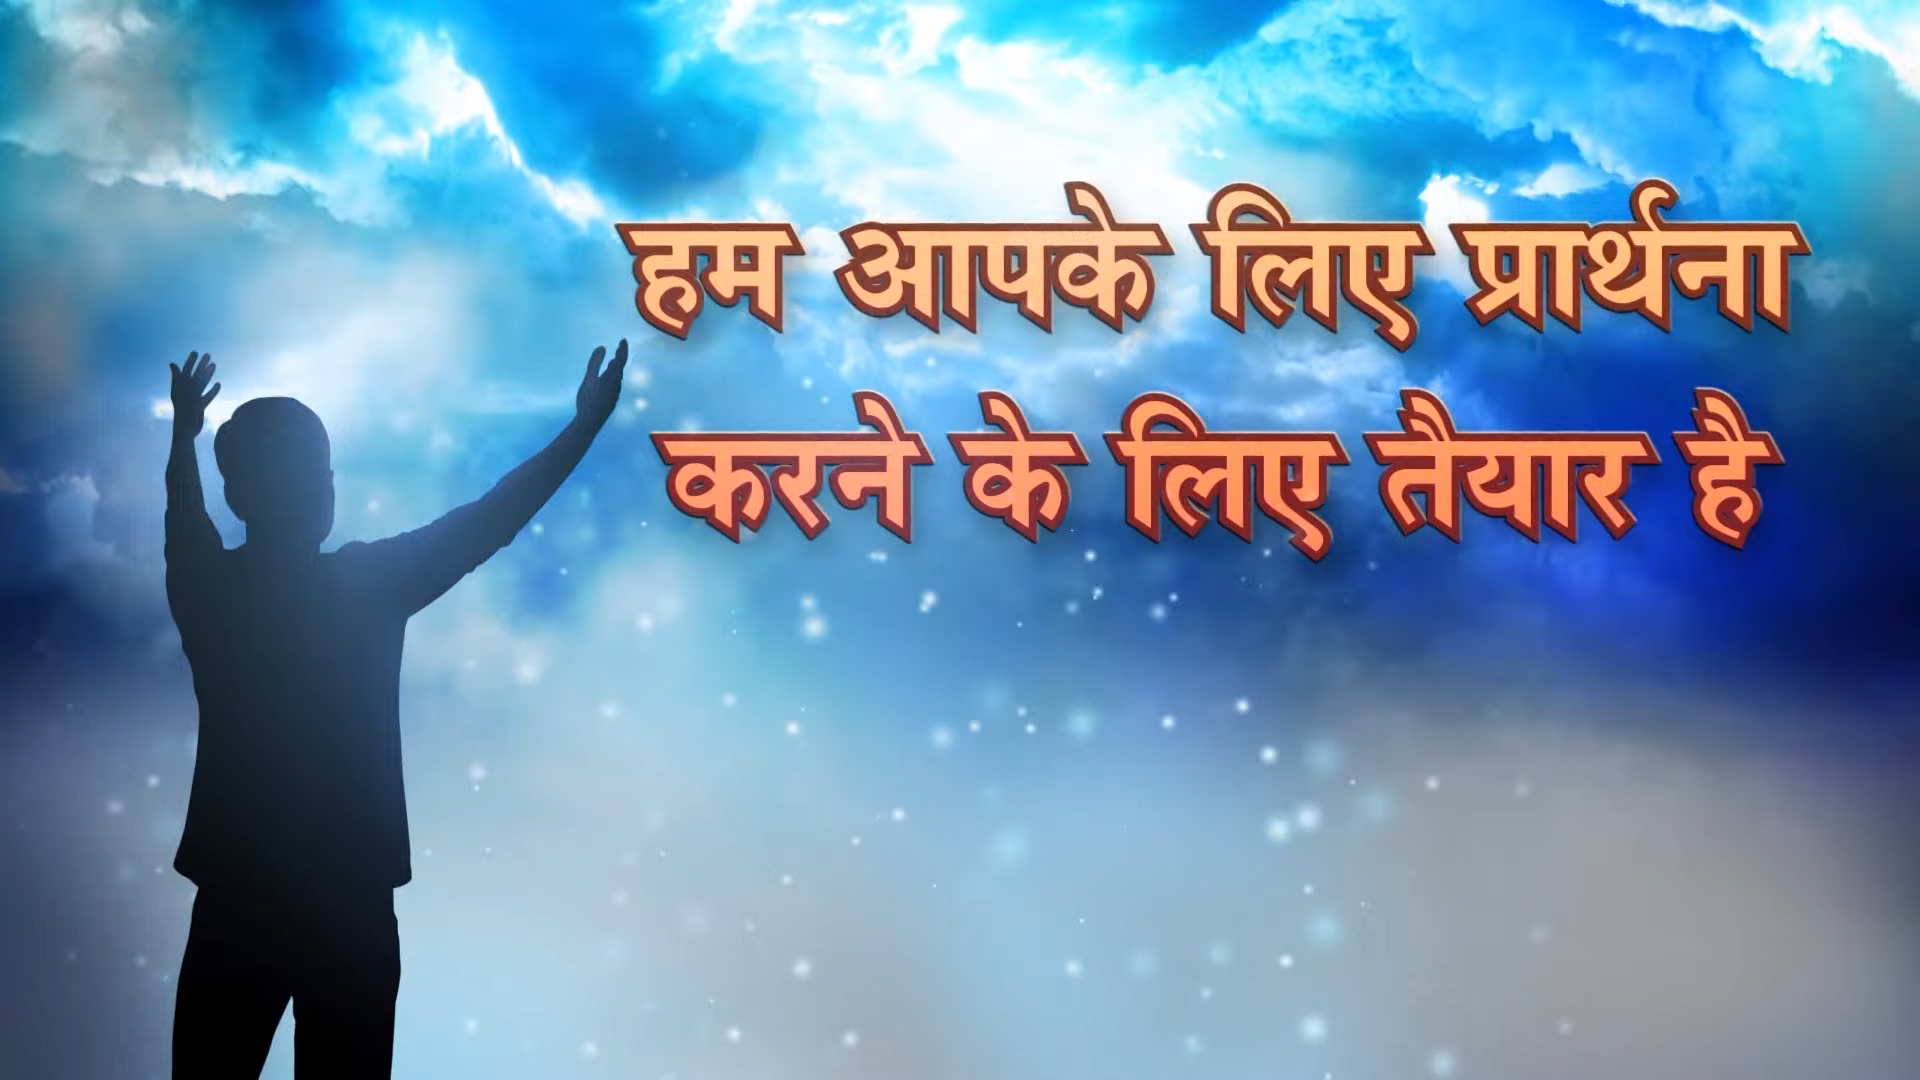 हम आपके लिए प्रार्थना
करने के लिए तैयार है